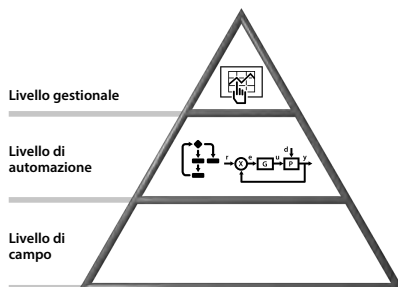 Livello gestionale
Livello di
automazione
r X e G u P d y
Livello di
campo